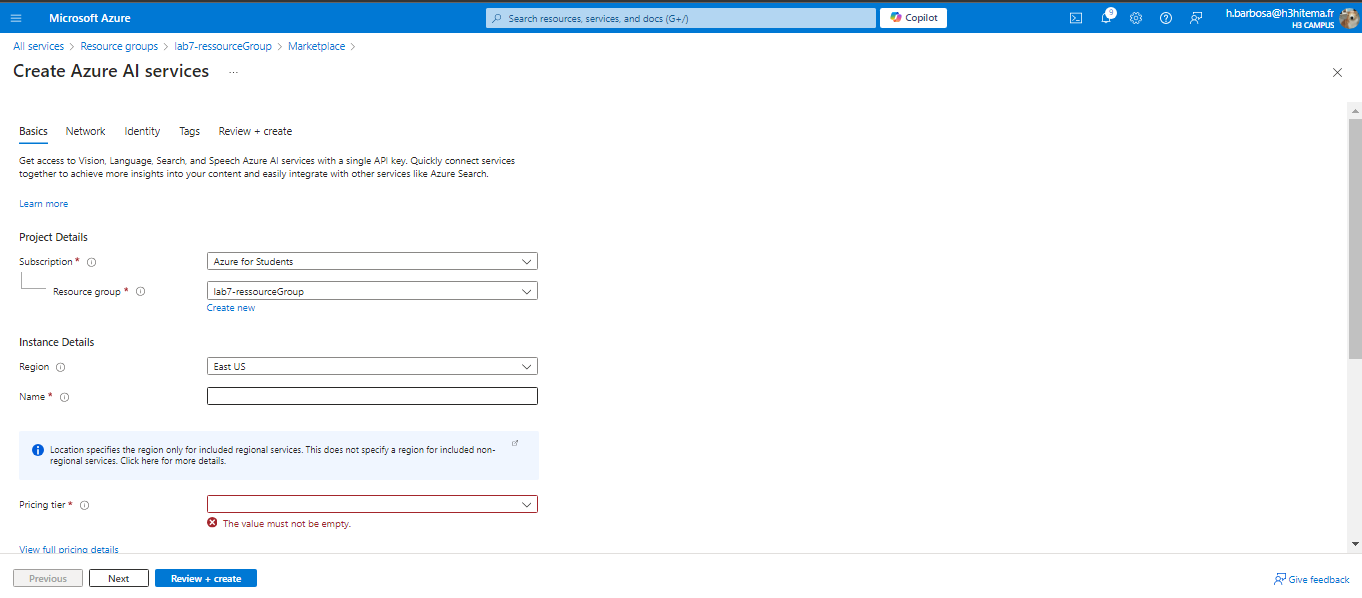 Microsoft Azure
Search resources, services, and docs (G+/)
Copilot
9
h.barbosa@h3hitema.fr
H3 CAMPUS
All services > Resource groups > lab7-ressourceGroup > Marketplace >
Create Azure AI services ...
Basics Network Identity Tags Review + create
Get access to Vision, Language, Search, and Speech Azure AI services with a single API key. Quickly connect services
together to achieve more insights into your content and easily integrate with other services like Azure Search.
Learn more
Project Details
Subscription *
Azure for Students
Resource group *
lab7-ressourceGroup
Create new
Instance Details
Region
East US
Name *
Location specifies the region only for included regional services. This does not specify a region for included non-
regional services. Click here for more details.
Pricing tier *
The value must not be empty.
View full pricing details
Previous
Next
Review + create
Give feedback